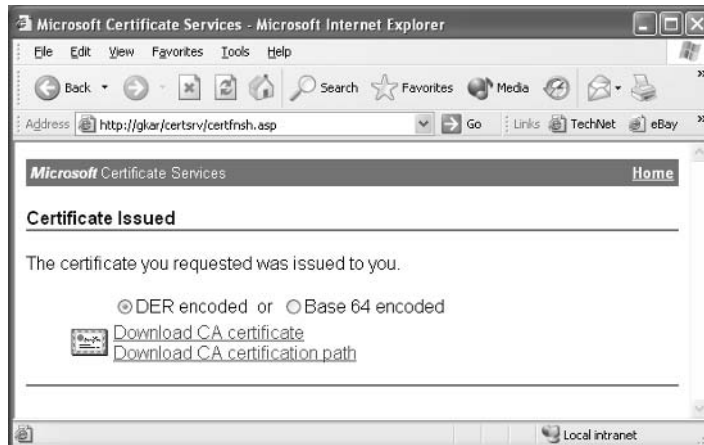 Microsoft Certificate Services - Microsoft Internet Explorer
File Edit View Favorites Tools Help
Back Search Favorites Media »
Address http://gkar/certsrv/certfnsh.asp Go Links TechNet eBay »
Microsoft Certificate Services Home
Certificate Issued
The certificate you requested was issued to you.
DER encoded or Base 64 encoded
Download CA certificate
Download CA certification path
Local intranet